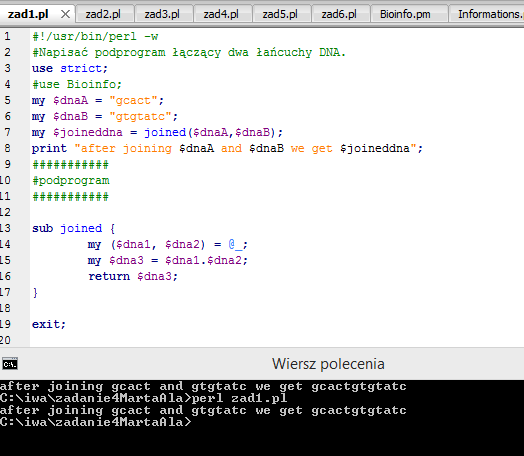 zad1.pl X zad2.pl zad3.pl zad4.pl zad5.pl zad6.pl Bioinfo.pm Informations.
1 #!/usr/bin/perl -w
2 #Napisać podprogram łączący dwa łańcuchy DNA.
3 use strict;
4 #use Bioinfo;
5 my $dnaA = "gcact";
6 my $dnaB = "gtgtatc";
7 my $joineddna = joined($dnaA,$dnaB);
8 print "after joining $dnaA and $dnaB we get $joineddna";
9 ###########
10 #podprogram
11 ###########
12
13 sub joined {
14 my ($dna1, $dna2) = @_;
15 my $dna3 = $dna1.$dna2;
16 return $dna3;
17 }
18
19 exit;
20
C:\. Wiersz polecenia
after joining gcact and gtgtatc we get gcactgtgtatc
C:\iwa\zadanie4MartaAla>perl zad1.pl
after joining gcact and gtgtatc we get gcactgtgtatc
C:\iwa\zadanie4MartaAla>